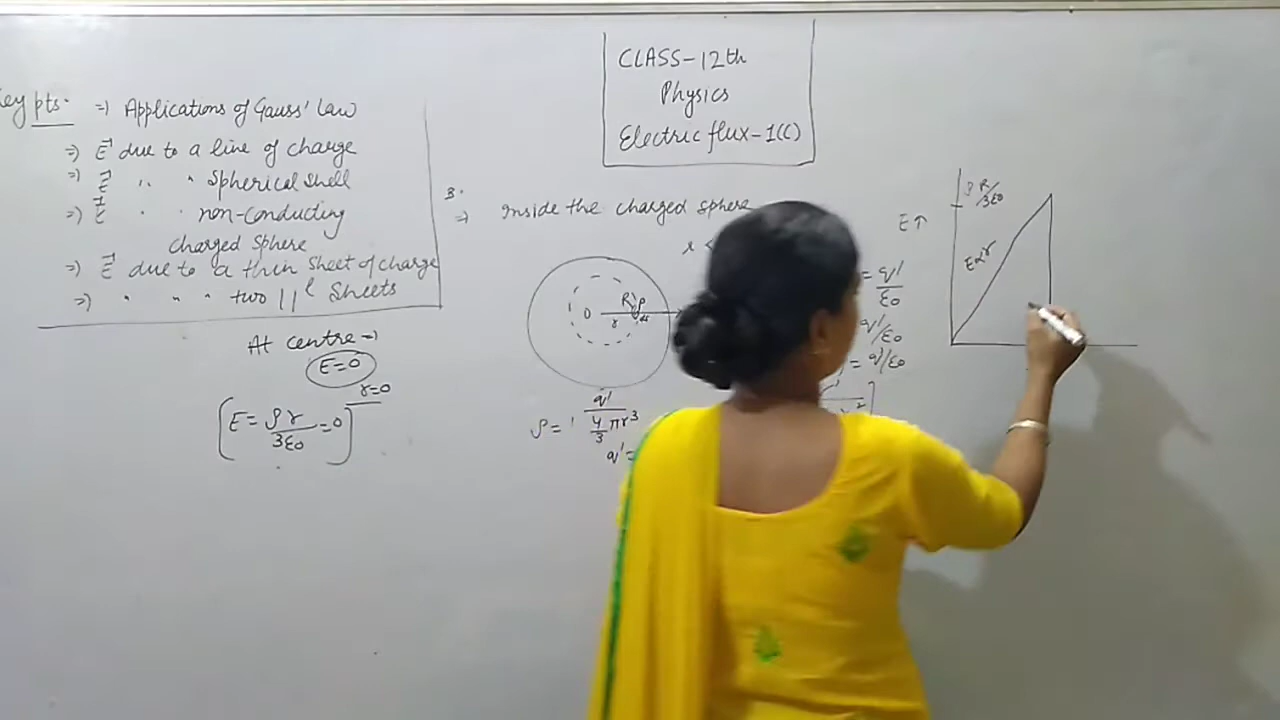 CLASS-12th
Physics
Electric flux-1(C)
Key pts. => Applications of Gauss' Law
=> E⃗ due to a line of charge
=> E⃗ " " Spherical shell
=> E⃗ " " non-conducting
charged sphere
=> E⃗ due to a thin sheet of charge
=> " " " two ||l sheets
At centre =>
E=0
(E = ρr/3ε0 = 0) r=0
3.
=> Inside the charged sphere
r <
O r R P
ρ = q'/(4/3 πr³)
q' =
= q'/ε0
q'/ε0
= q'/ε0
E↑
ρR/3ε0
E∝r